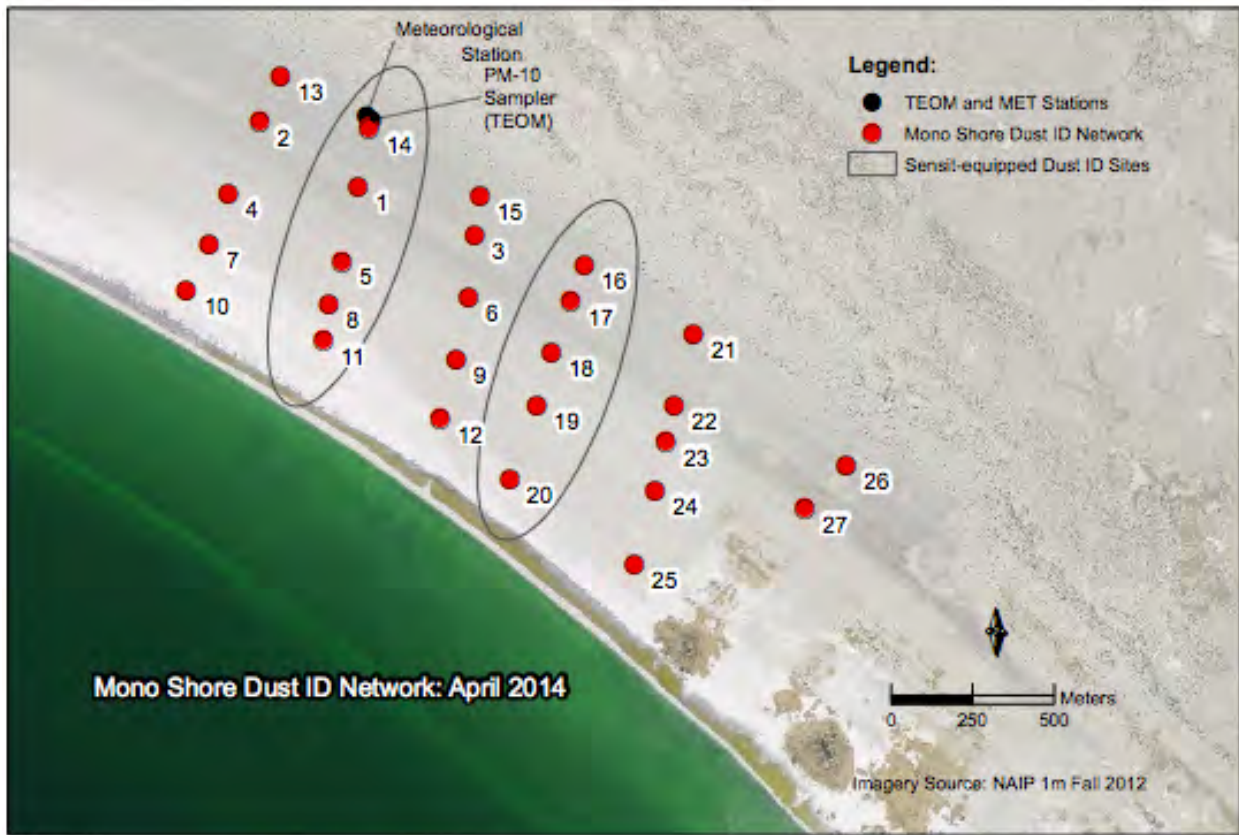 Meteorological
Station
PM-10
Sampler
(TEOM)
Legend:
TEOM and MET Stations
Mono Shore Dust ID Network
Sensit-equipped Dust ID Sites
13
2
14
4
1
15
7
3
5
16
10
6
17
8
11
21
18
9
19
22
12
23
26
20
24
27
25
Mono Shore Dust ID Network: April 2014
Meters
0 250 500
Imagery Source: NAIP 1m Fall 2012